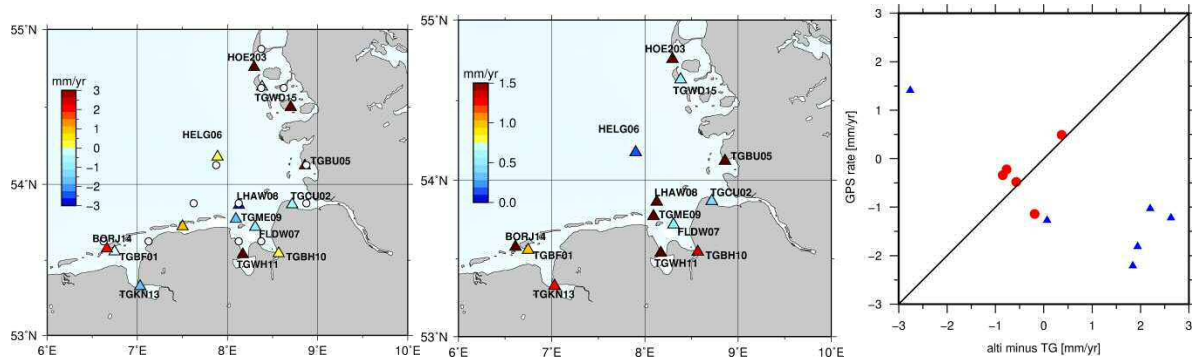 55˚N
54˚N
53˚N
6˚E
7˚E
8˚E
9˚E
10˚E
mm/yr
3
2
1
0
−1
−2
−3
HOE203
TGWD15
HELG06
TGBU05
LHAW08
TGCU02
TGME09
FLDW07
BORJ14
TGBF01
TGWH11
TGBH10
TGKN13
55˚N
54˚N
53˚N
6˚E
7˚E
8˚E
9˚E
10˚E
mm/yr
1.5
1.0
0.5
0.0
HOE203
TGWD15
HELG06
TGBU05
LHAW08
TGCU02
TGME09
FLDW07
BORJ14
TGBF01
TGWH11
TGBH10
TGKN13
GPS rate [mm/yr]
3
2
1
0
−1
−2
−3
−3
−2
−1
0
1
2
3
alti minus TG [mm/yr]